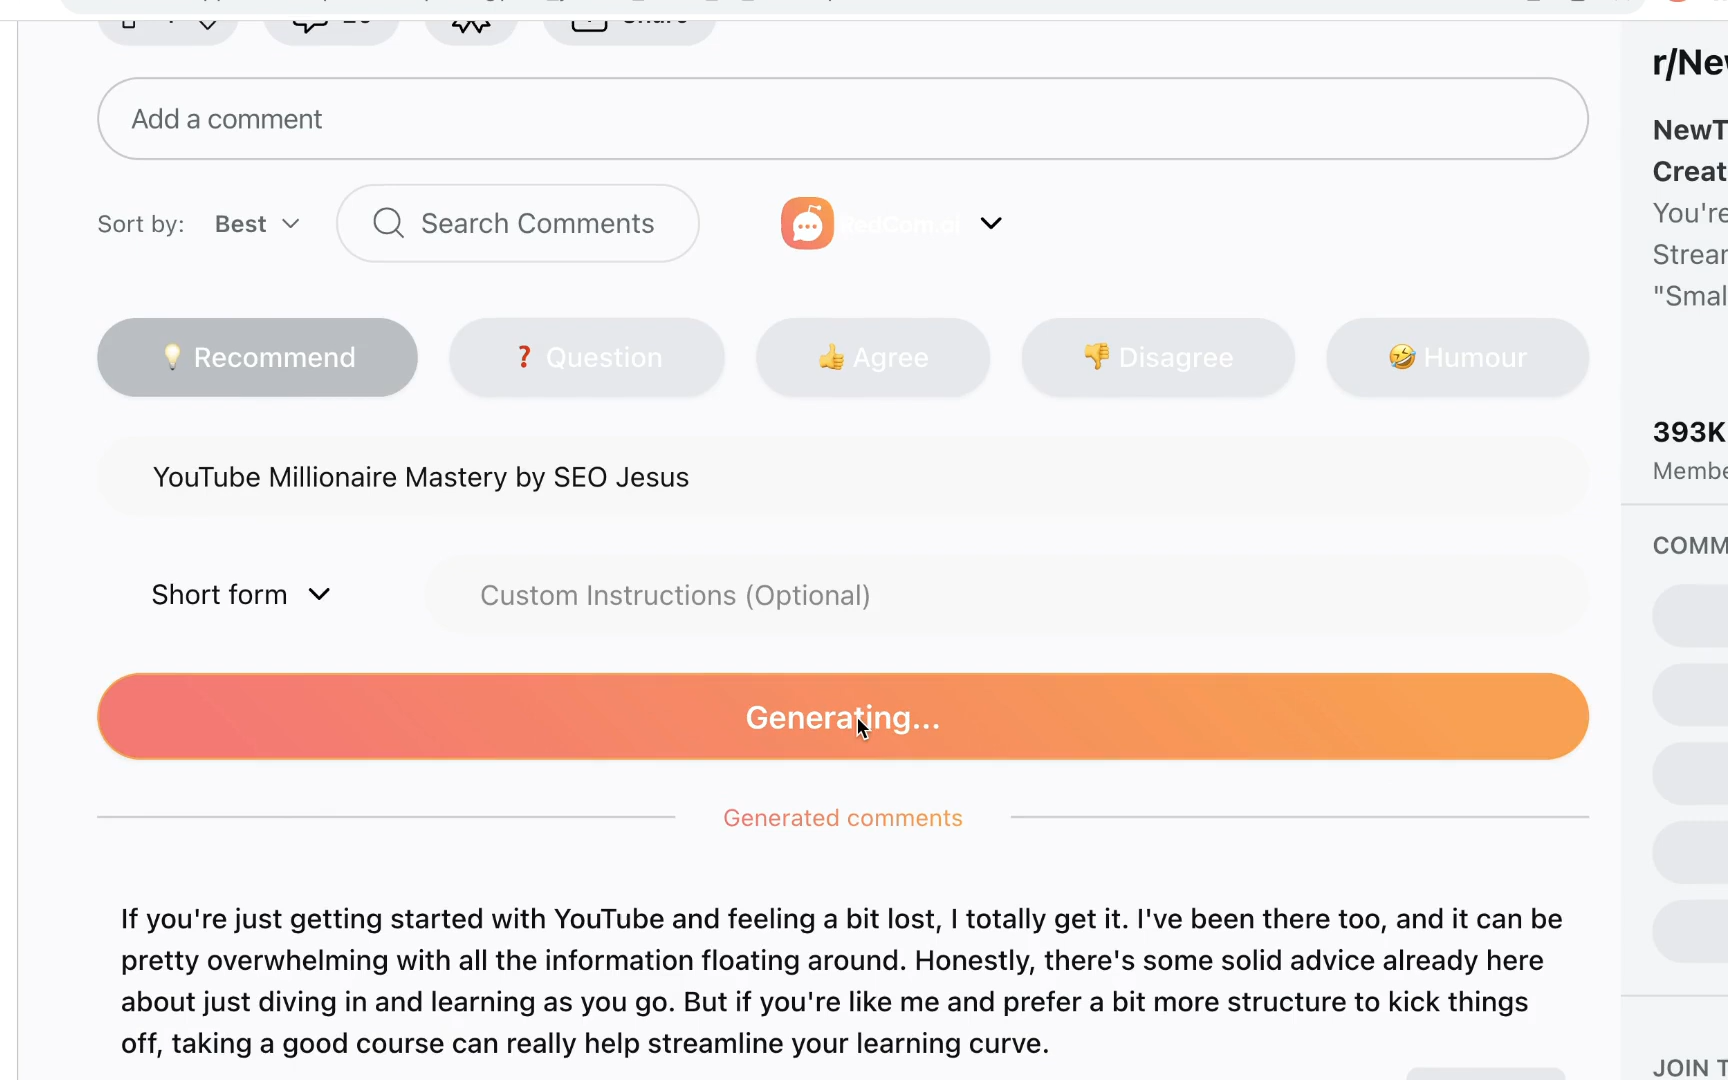 Share
Add a comment
Sort by: Best
Search Comments
RedCom.ai
Recommend
Question
Agree
Disagree
Humour
YouTube Millionaire Mastery by SEO Jesus
Short form
Custom Instructions (Optional)
Generating...
Generated comments
If you're just getting started with YouTube and feeling a bit lost, I totally get it. I've been there too, and it can be
pretty overwhelming with all the information floating around. Honestly, there's some solid advice already here
about just diving in and learning as you go. But if you're like me and prefer a bit more structure to kick things
off, taking a good course can really help streamline your learning curve.
r/New
NewT
Creat
You're
Stream
"Smal
393K
Membe
COMM
JOIN T